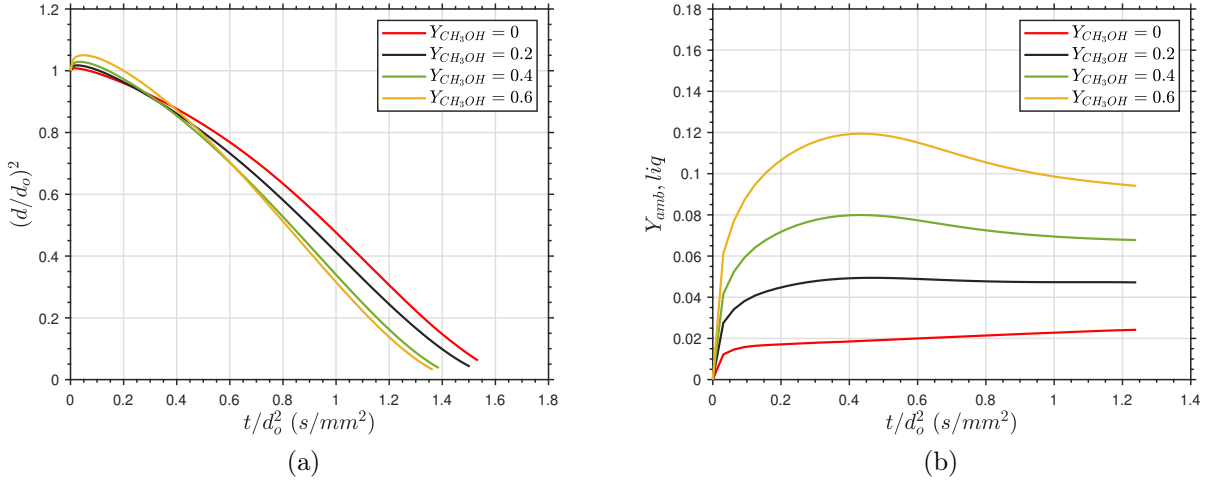 1.2
1
0.8
0.6
0.4
0.2
0
(d/d_o)^2
Y_{CH_3OH} = 0
Y_{CH_3OH} = 0.2
Y_{CH_3OH} = 0.4
Y_{CH_3OH} = 0.6
0 0.2 0.4 0.6 0.8 1 1.2 1.4 1.6 1.8
t/d_o^2 (s/mm^2)
(a)
0.18
0.16
0.14
0.12
0.1
0.08
0.06
0.04
0.02
0
Y_{amb}, liq
Y_{CH_3OH} = 0
Y_{CH_3OH} = 0.2
Y_{CH_3OH} = 0.4
Y_{CH_3OH} = 0.6
0 0.2 0.4 0.6 0.8 1 1.2 1.4
t/d_o^2 (s/mm^2)
(b)